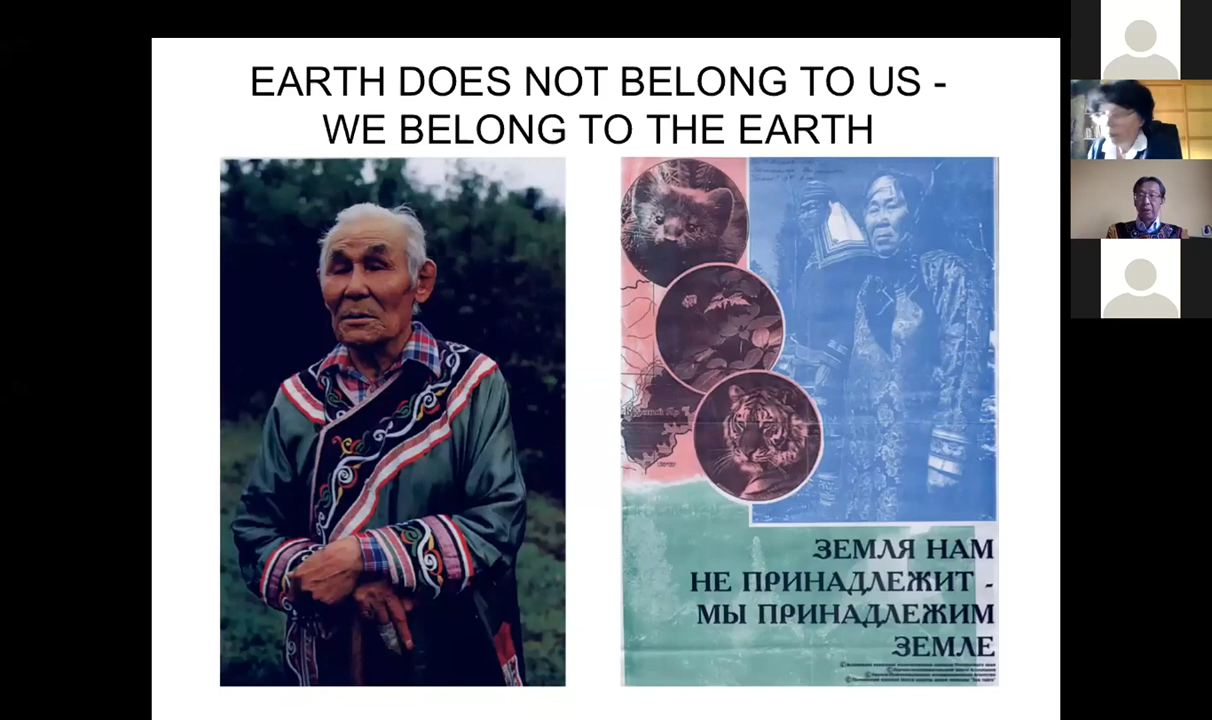 EARTH DOES NOT BELONG TO US -
WE BELONG TO THE EARTH
ЗЕМЛЯ НАМ
НЕ ПРИНАДЛЕЖИТ -
МЫ ПРИНАДЛЕЖИМ
ЗЕМЛЕ